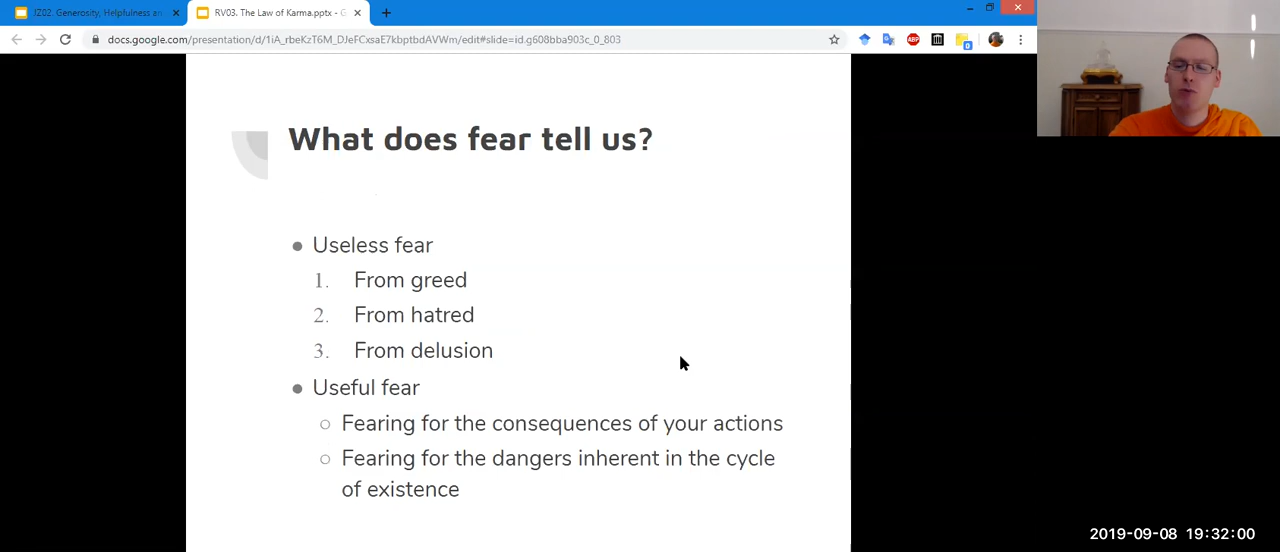 JZ02. Generosity, Helpfulness an
RV03. The Law of Karma.pptx - G
docs.google.com/presentation/d/1iA_rbeKzT6M_DJeFCxsaE7kbptbdAVWm/edit#slide=id.g608bba903c_0_803
ABP
0
What does fear tell us?
● Useless fear
1. From greed
2. From hatred
3. From delusion
● Useful fear
○ Fearing for the consequences of your actions
○ Fearing for the dangers inherent in the cycle
of existence
2019-09-08 19:32:00